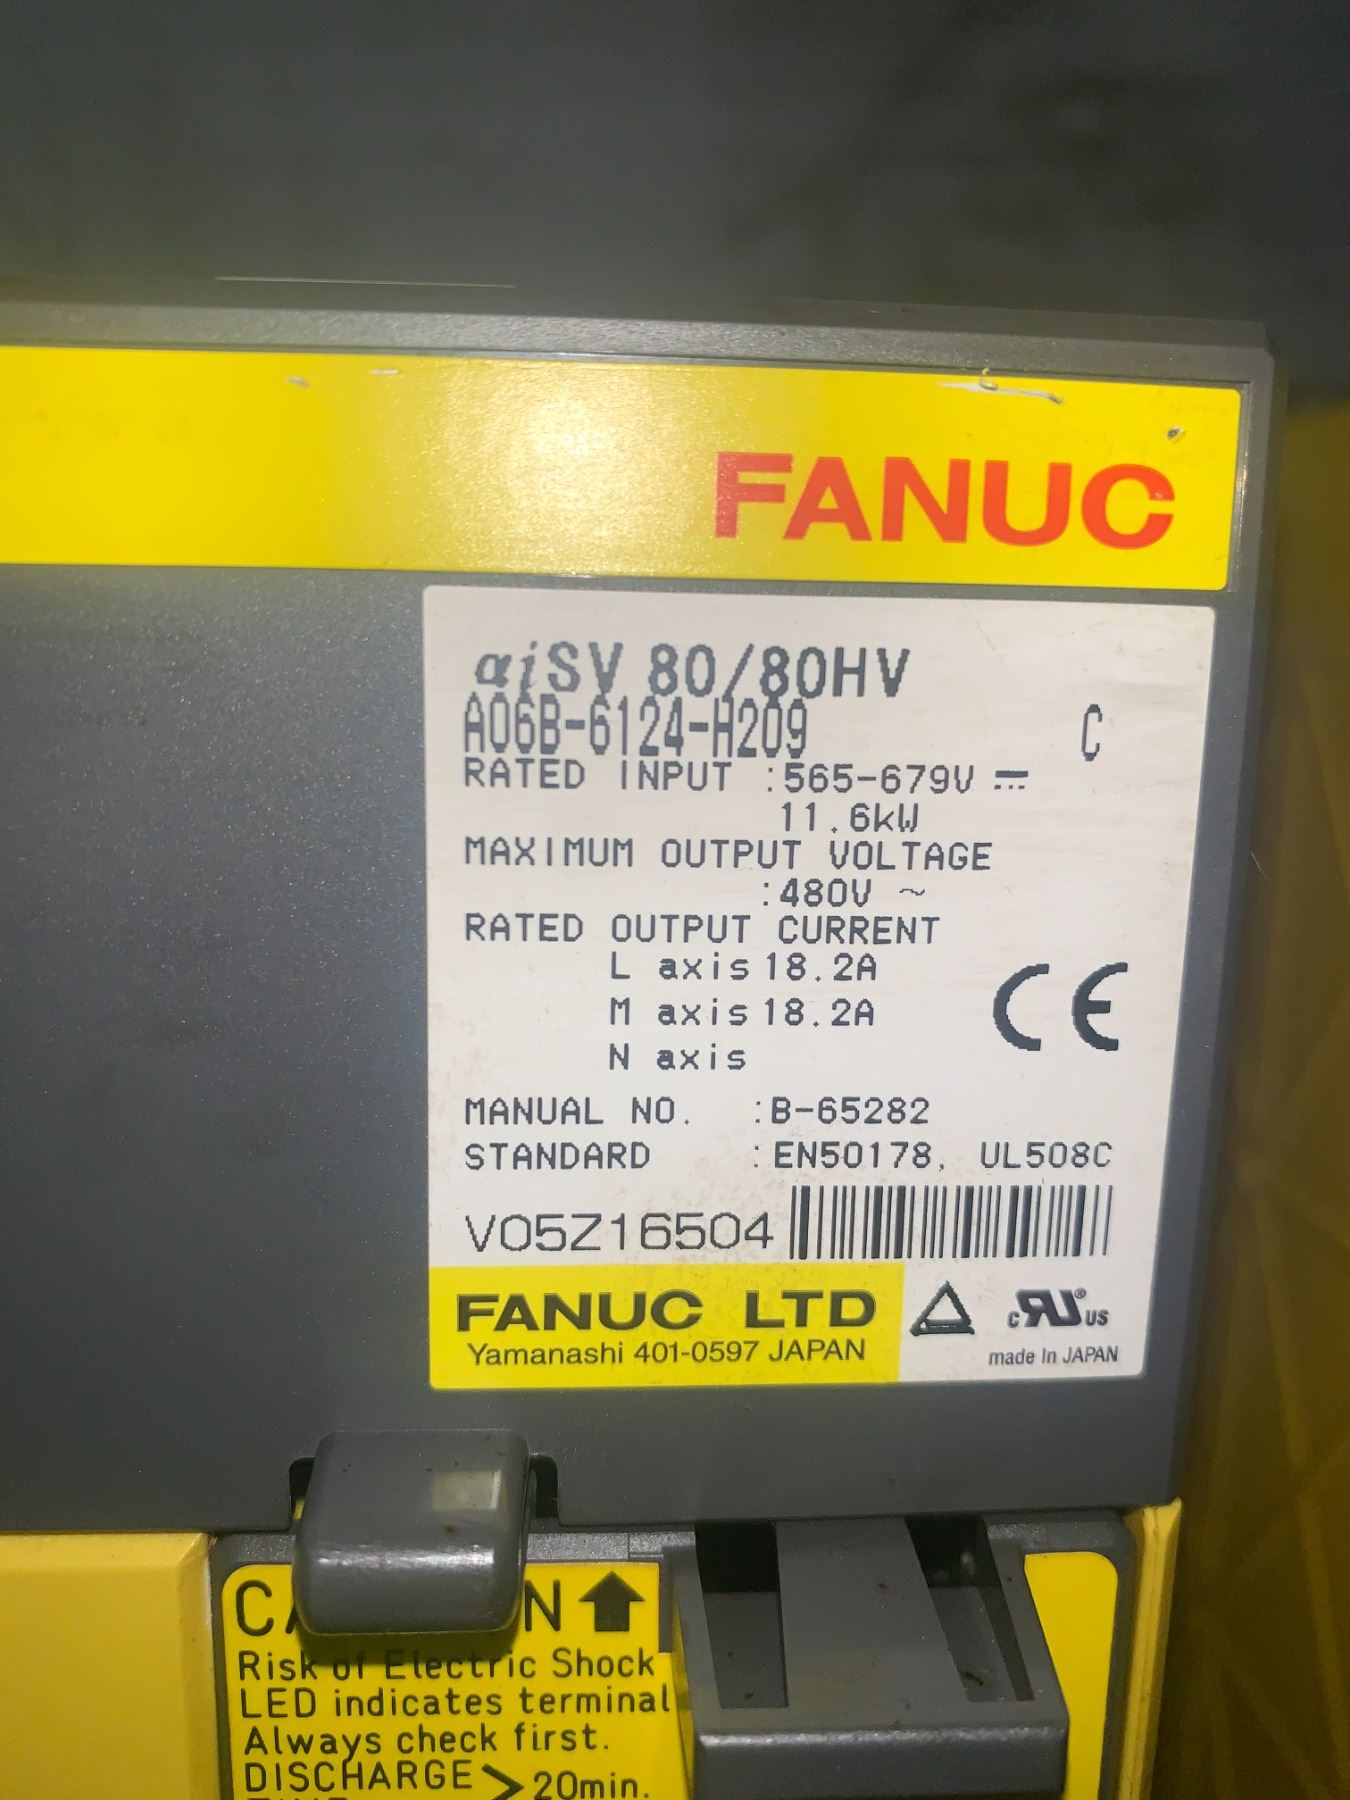 FANUC
αiSV 80/80HV
A06B-6124-H209 C
RATED INPUT :565-679V ⎓
11.6kW
MAXIMUM OUTPUT VOLTAGE
:480V ~
RATED OUTPUT CURRENT
L axis 18.2A
M axis 18.2A
N axis
CE
MANUAL NO. :B-65282
STANDARD :EN50178, UL508C
V05Z16504
FANUC LTD
Yamanashi 401-0597 JAPAN
c RU ® US
made In JAPAN
Risk of Electric Shock
LED indicates terminal
Always check first.
DISCHARGE > 20min.